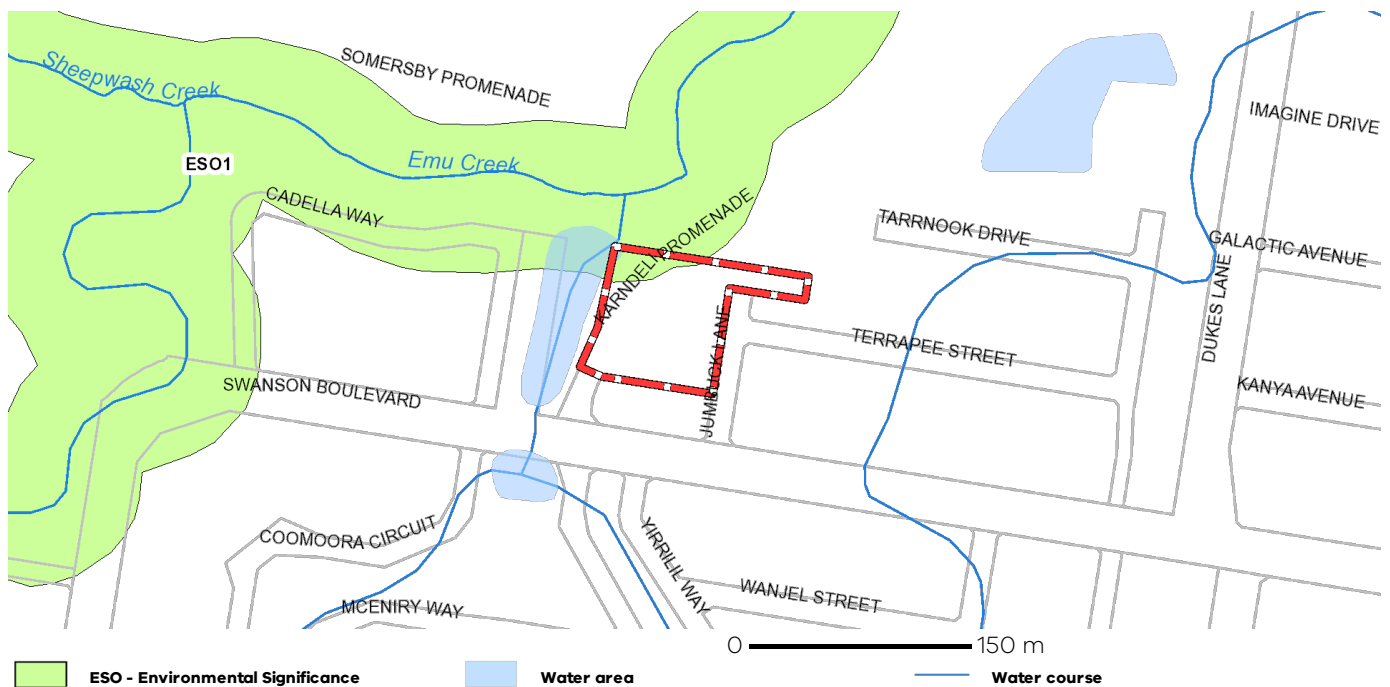 SOMERSBY PROMENADE
Sheepwash Creek
IMAGINE DRIVE
ESO1
Emu Creek
CADELLA WAY
KARNDELI PROMENADE
TARRNOOK DRIVE
GALACTIC AVENUE
DUKES LANE
JUMBUCK LANE
TERRAPEE STREET
SWANSON BOULEVARD
KANYA AVENUE
COOMOORA CIRCUIT
YIRRILIL WAY
WANJEL STREET
MCENIRY WAY
0 150 m
ESO - Environmental Significance Water area Water course